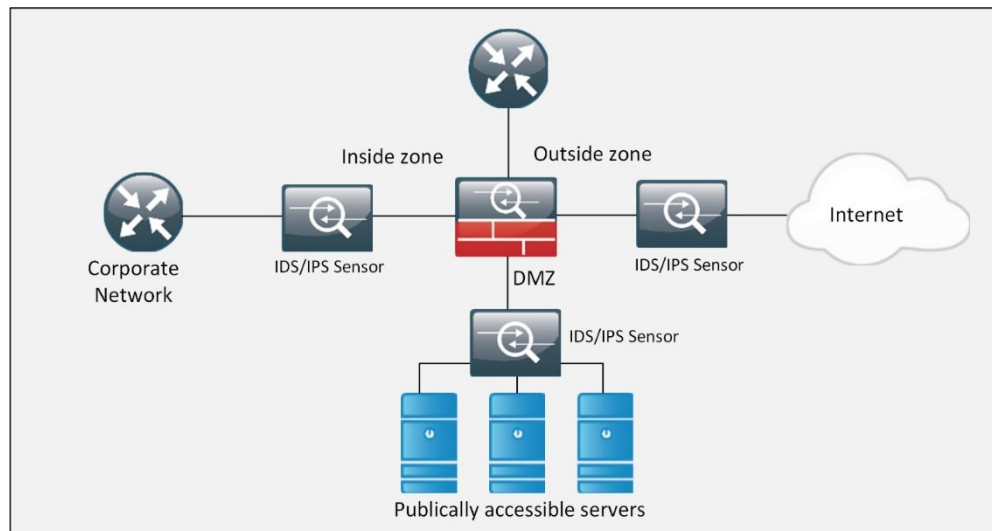 Inside zone
Outside zone
Internet
IDS/IPS Sensor
IDS/IPS Sensor
Corporate
Network
DMZ
IDS/IPS Sensor
Publically accessible servers